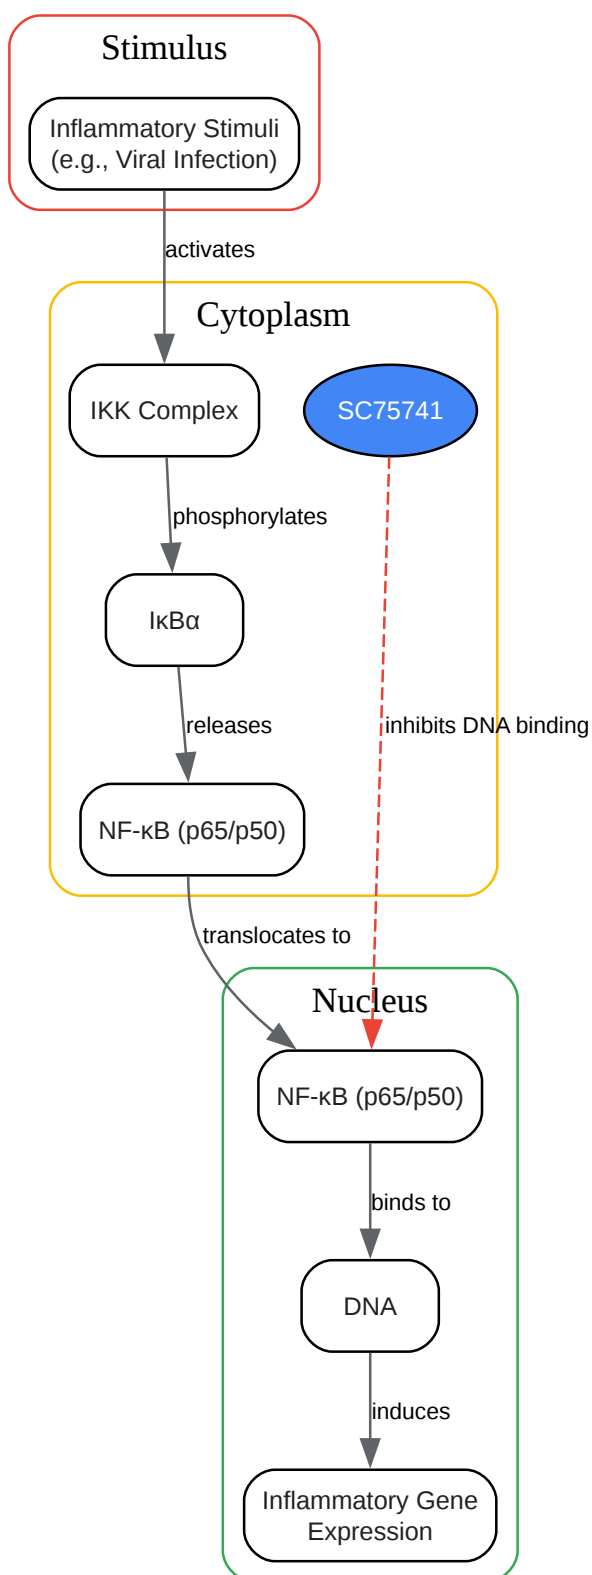 Stimulus
Inflammatory Stimuli
(e.g., Viral Infection)
activates
Cytoplasm
IKK Complex
SC75741
phosphorylates
IκBα
releases
inhibits DNA binding
NF-κB (p65/p50)
translocates to
Nucleus
NF-κB (p65/p50)
binds to
DNA
induces
Inflammatory Gene
Expression